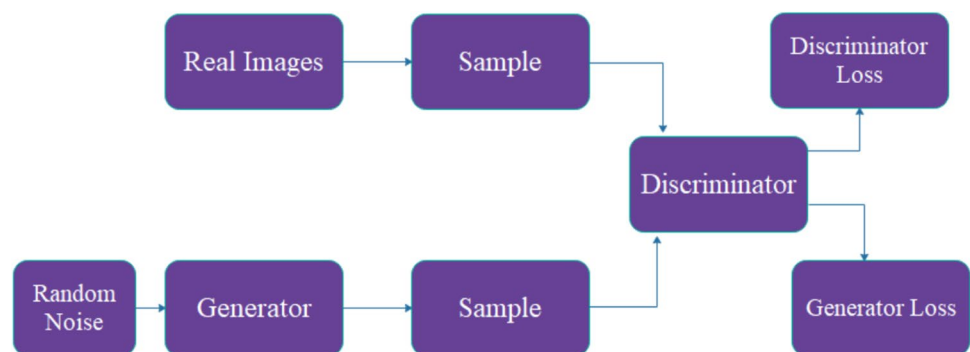 Real Images
Sample
Discriminator
Loss
Discriminator
Random
Noise
Generator
Sample
Generator Loss